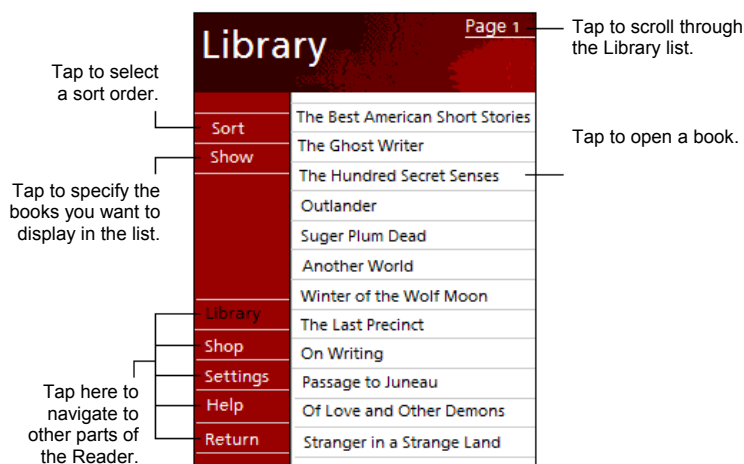 Library
Page 1
Tap to scroll through
the Library list.
Tap to select
a sort order.
Sort
Show
Tap to specify the
books you want to
display in the list.
The Best American Short Stories
The Ghost Writer
The Hundred Secret Senses
Outlander
Suger Plum Dead
Another World
Winter of the Wolf Moon
The Last Precinct
On Writing
Passage to Juneau
Of Love and Other Demons
Stranger in a Strange Land
Tap to open a book.
Library
Shop
Settings
Help
Return
Tap here to
navigate to
other parts of
the Reader.